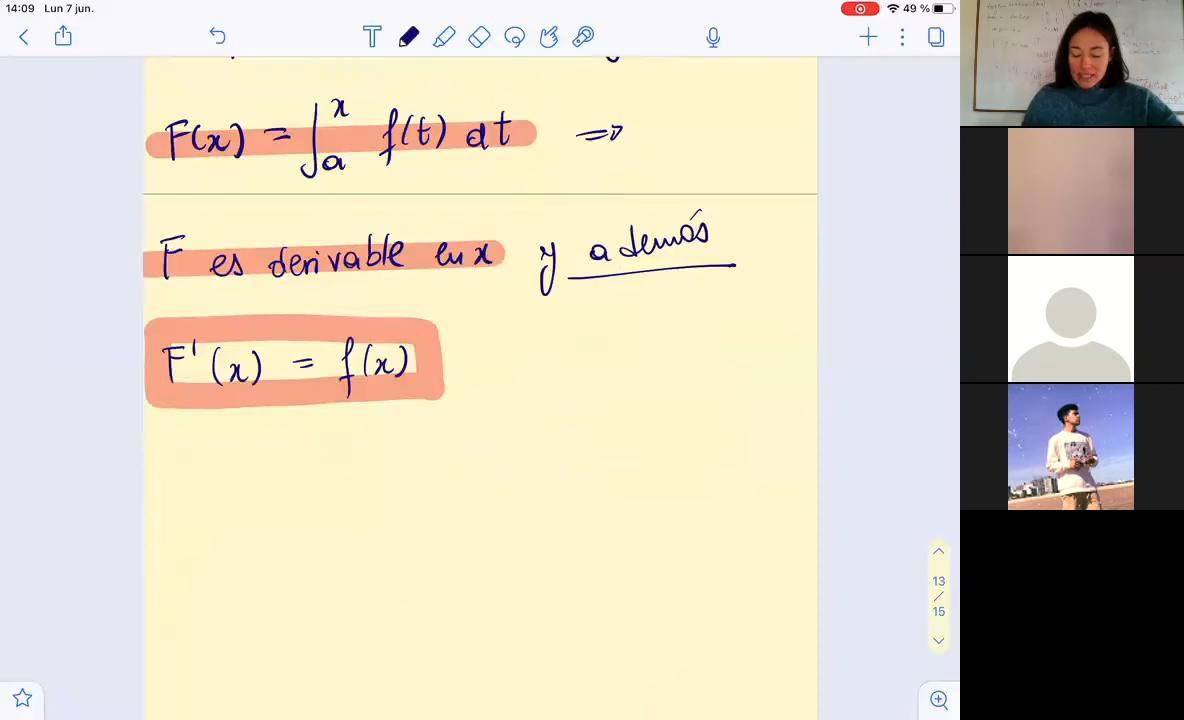 14:09 Lun 7 jun.
49 %
F(x) = ∫ₐˣ f(t) dt ⇒
F es derivable en x y además
F'(x) = f(x)
13
/
15